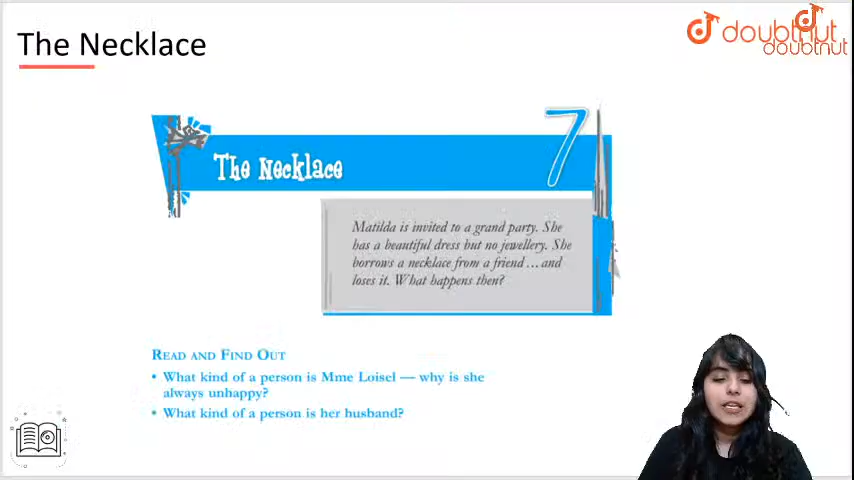 The Necklace
doubtnut
doubtnut
7
The Necklace
Matilda is invited to a grand party. She
has a beautiful dress but no jewellery. She
borrows a necklace from a friend ...and
loses it. What happens then?
READ AND FIND OUT
• What kind of a person is Mme Loisel — why is she
always unhappy?
• What kind of a person is her husband?